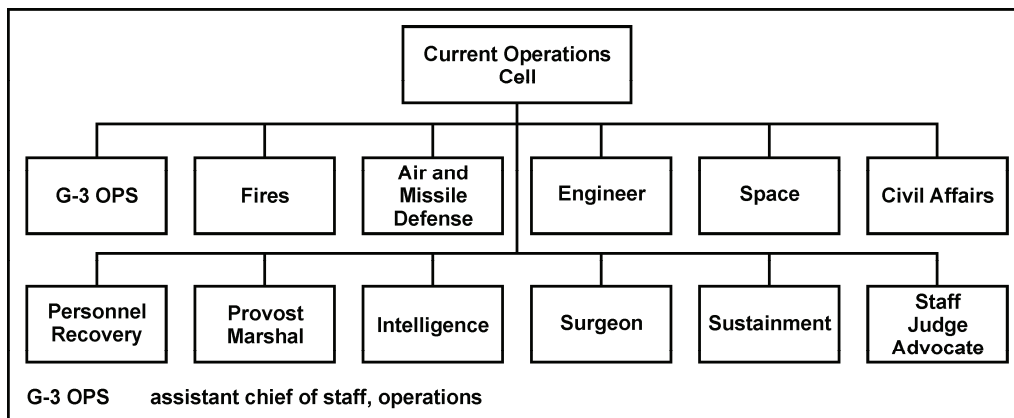 Current Operations
Cell
G-3 OPS
Fires
Air and
Missile
Defense
Engineer
Space
Civil Affairs
Personnel
Recovery
Provost
Marshal
Intelligence
Surgeon
Sustainment
Staff
Judge
Advocate
G-3 OPS assistant chief of staff, operations